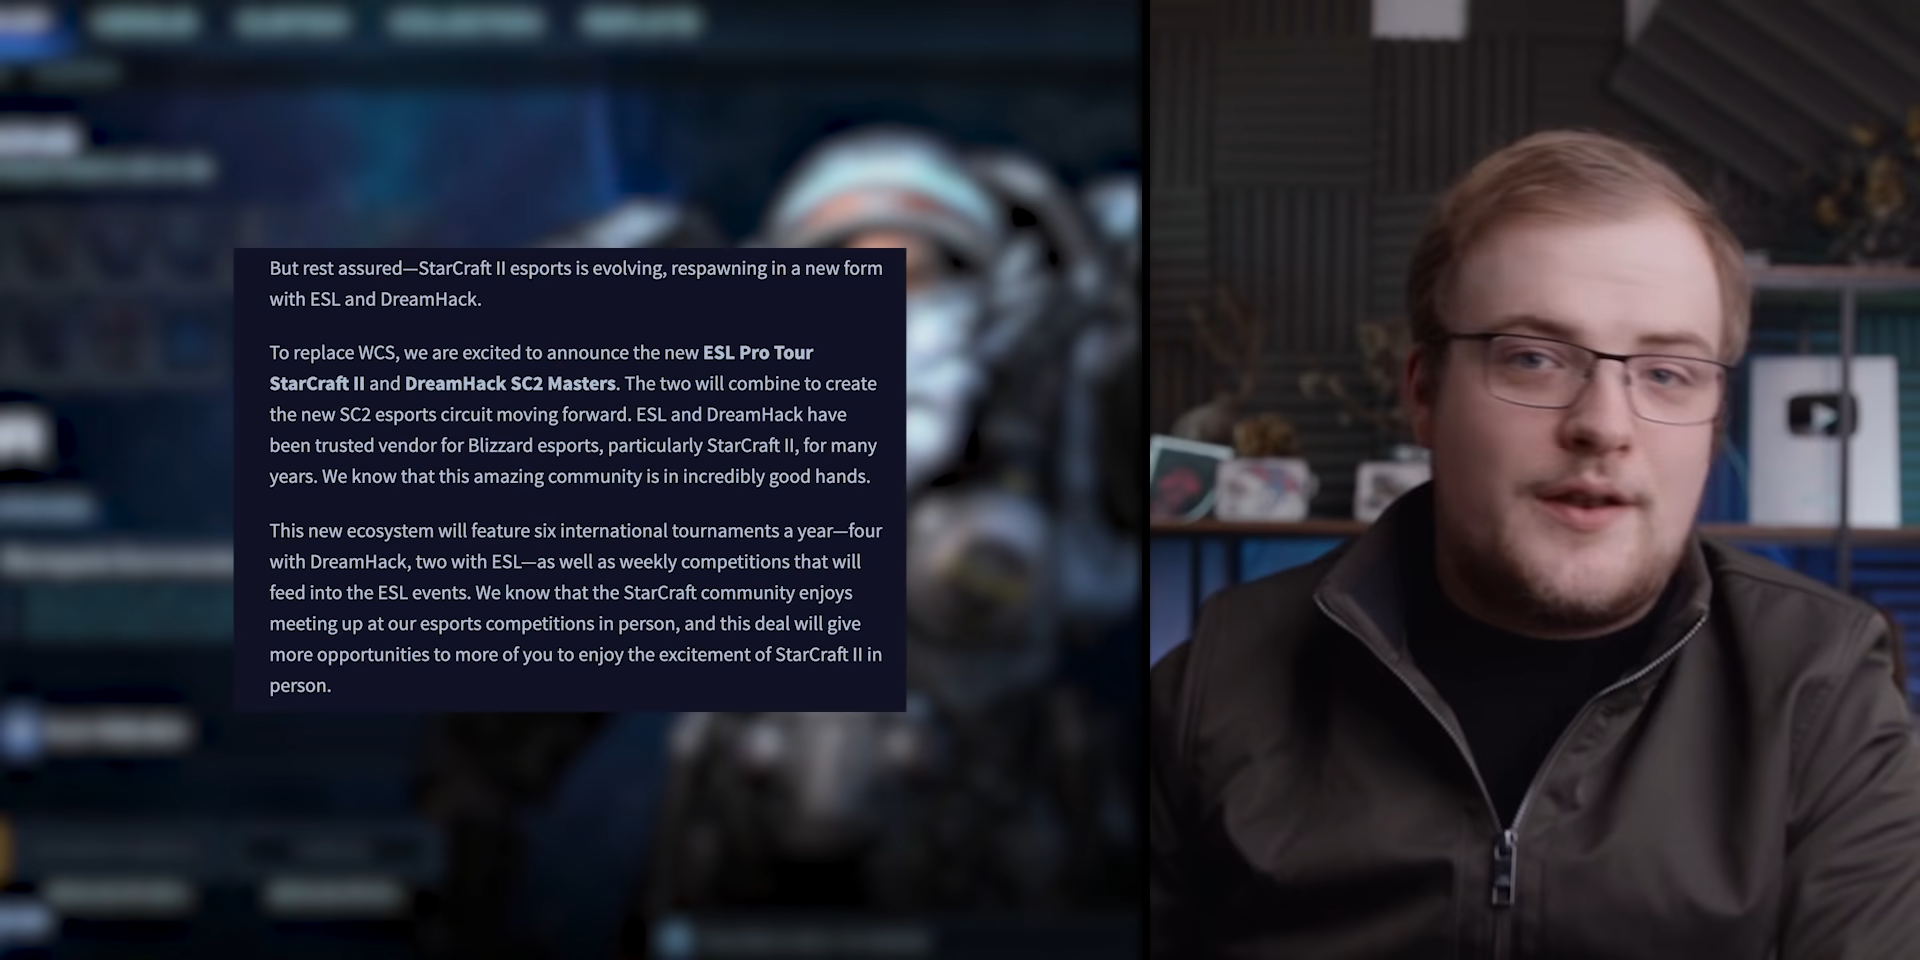 But rest assured—StarCraft II esports is evolving, respawning in a new form
with ESL and DreamHack.
To replace WCS, we are excited to announce the new ESL Pro Tour
StarCraft II and DreamHack SC2 Masters. The two will combine to create
the new SC2 esports circuit moving forward. ESL and DreamHack have
been trusted vendor for Blizzard esports, particularly StarCraft II, for many
years. We know that this amazing community is in incredibly good hands.
This new ecosystem will feature six international tournaments a year—four
with DreamHack, two with ESL—as well as weekly competitions that will
feed into the ESL events. We know that the StarCraft community enjoys
meeting up at our esports competitions in person, and this deal will give
more opportunities to more of you to enjoy the excitement of StarCraft II in
person.